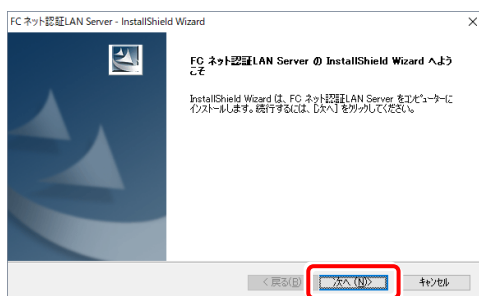 FC ネット認証LAN Server - InstallShield Wizard
FC ネット認証LAN Server の InstallShield Wizard へよう
こそ
InstallShield Wizard は、FC ネット認証LAN Server をコンピューターに
インストールします。続行するには、[次へ] をクリックしてください。
< 戻る(B)
次へ(N)>
キャンセル